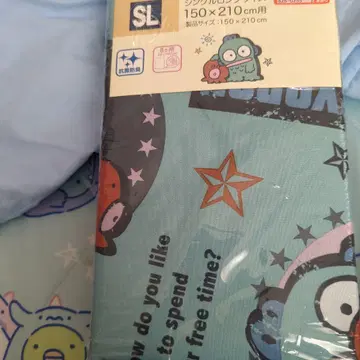 SL
シングルロングサイズ
150×210cm用
製品サイズ：150×210cm
抗菌防臭
How do you like
to spend
r free time?